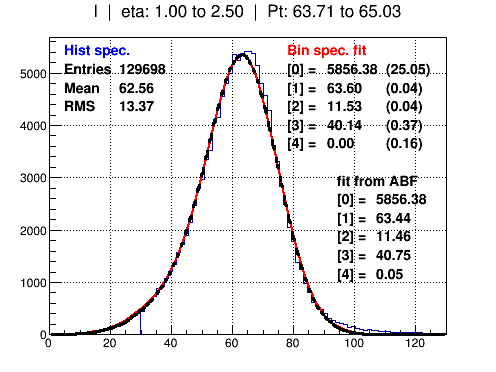 I | eta: 1.00 to 2.50 | Pt: 63.71 to 65.03
Hist spec.
Entries 129698
Mean 62.56
RMS 13.37
Bin spec. fit
[0] = 5856.38 (25.05)
[1] = 63.60 (0.04)
[2] = 11.53 (0.04)
[3] = 40.14 (0.37)
[4] = 0.00 (0.16)
fit from ABF
[0] = 5856.38
[1] = 63.44
[2] = 11.46
[3] = 40.75
[4] = 0.05
5000
4000
3000
2000
1000
0
0 20 40 60 80 100 120